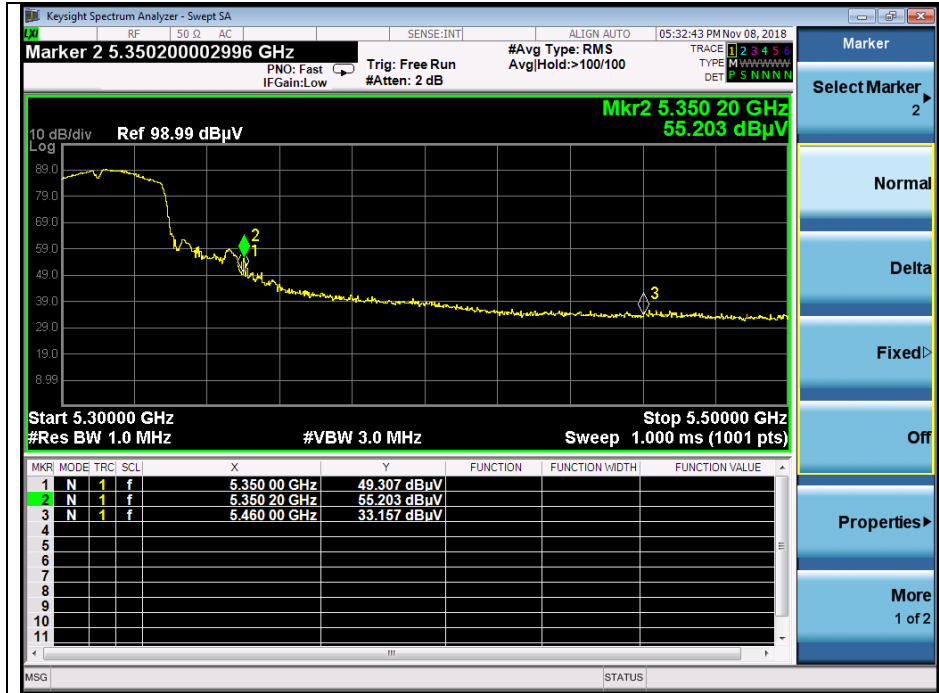 Keysight Spectrum Analyzer - Swept SA
LXI RF 50 Ω AC SENSE:INT ALIGN AUTO 05:32:43 PM Nov 08, 2018
Marker 2 5.350200002996 GHz
PNO: Fast
IFGain:Low
Trig: Free Run
#Atten: 2 dB
#Avg Type: RMS
Avg|Hold:>100/100
TRACE 1 2 3 4 5 6
TYPE M W W W W W
DET P S N N N N
Mkr2 5.350 20 GHz
55.203 dBµV
10 dB/div Ref 98.99 dBµV
Log
89.0
79.0
69.0
59.0
49.0
39.0
29.0
19.0
8.99
2
1
3
Start 5.30000 GHz Stop 5.50000 GHz
#Res BW 1.0 MHz #VBW 3.0 MHz Sweep 1.000 ms (1001 pts)
MKR MODE TRC SCL X Y FUNCTION FUNCTION WIDTH FUNCTION VALUE
1 N 1 f 5.350 00 GHz 49.307 dBµV
2 N 1 f 5.350 20 GHz 55.203 dBµV
3 N 1 f 5.460 00 GHz 33.157 dBµV
4
5
6
7
8
9
10
11
MSG STATUS
Marker
Select Marker
2
Normal
Delta
Fixed
Off
Properties
More
1 of 2